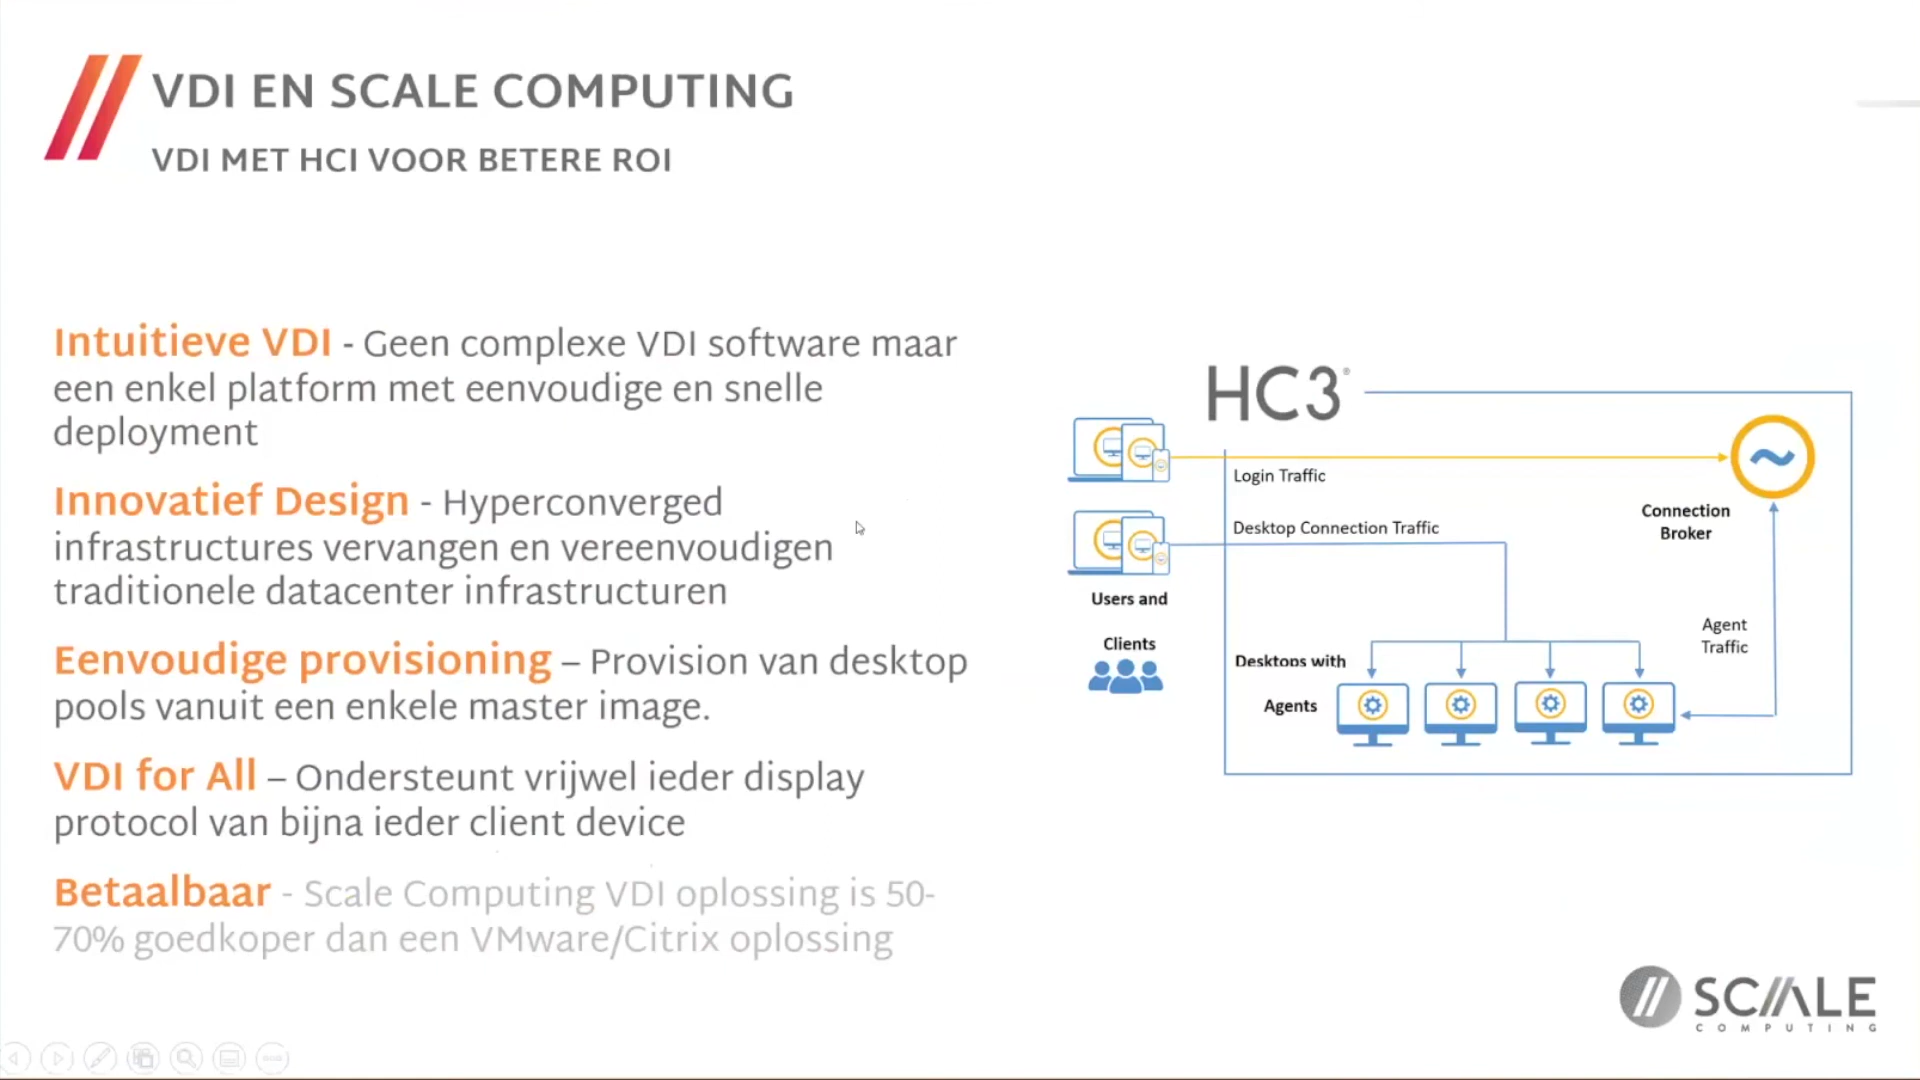 VDI EN SCALE COMPUTING
VDI MET HCI VOOR BETERE ROI
Intuitieve VDI - Geen complexe VDI software maar
een enkel platform met eenvoudige en snelle
deployment
Innovatief Design - Hyperconverged
infrastructures vervangen en vereenvoudigen
traditionele datacenter infrastructuren
Eenvoudige provisioning – Provision van desktop
pools vanuit een enkele master image.
VDI for All – Ondersteunt vrijwel ieder display
protocol van bijna ieder client device
Betaalbaar - Scale Computing VDI oplossing is 50-
70% goedkoper dan een VMware/Citrix oplossing
HC3®
Login Traffic
Desktop Connection Traffic
Connection
Broker
Users and
Clients
Agent
Traffic
Desktops with
Agents
SCALE
COMPUTING